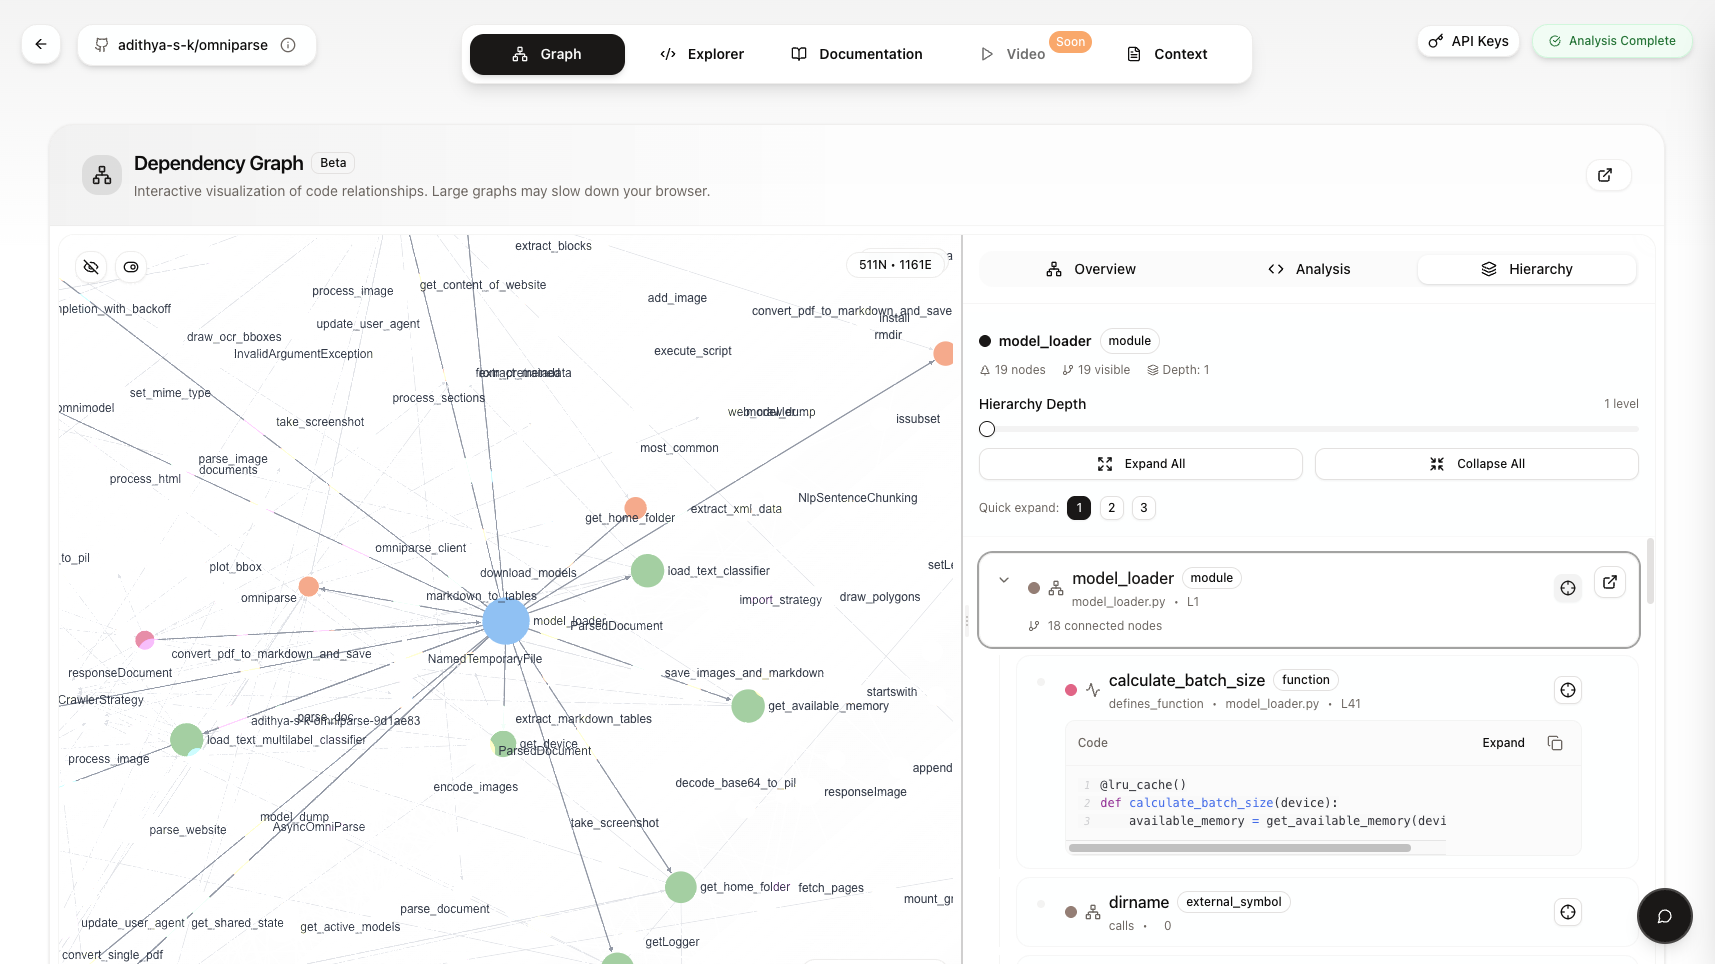 adithya-s-k/omniparse
Graph
Explorer
Documentation
Video
Soon
Context
API Keys
Analysis Complete
Dependency Graph
Beta
Interactive visualization of code relationships. Large graphs may slow down your browser.
511N • 1161E
extract_blocks
process_image
get_content_of_website
add_image
mpletion_with_backoff
convert_pdf_to_markdown_and_save
install
update_user_agent
draw_ocr_bboxes
rmdir
InvalidArgumentException
execute_script
from_pretrained
extract_metadata
set_mime_type
process_sections
omnimodel
web_crawler
model_dump
issubset
take_screenshot
most_common
parse_image
documents
process_html
NlpSentenceChunking
get_home_folder
extract_xml_data
omniparse_client
_to_pil
plot_bbox
download_models
load_text_classifier
setLe
omniparse
markdown_to_tables
import_strategy
draw_polygons
model_loader
ParsedDocument
convert_pdf_to_markdown_and_save
NamedTemporaryFile
responseDocument
save_images_and_markdown
CrawlerStrategy
startswith
get_available_memory
parse_doc
adithya-s-k-omniparse-9d1ae83
extract_markdown_tables
load_text_multilabel_classifier
get_device
ParsedDocument
process_image
append
encode_images
decode_base64_to_pil
responseImage
model_dump
AsyncOmniParse
parse_website
take_screenshot
get_home_folder
fetch_pages
mount_gr
parse_document
update_user_agent
get_shared_state
get_active_models
getLogger
convert_single_pdf
Overview
Analysis
Hierarchy
model_loader
module
19 nodes
19 visible
Depth: 1
Hierarchy Depth
1 level
Expand All
Collapse All
Quick expand:
1
2
3
model_loader
module
model_loader.py • L1
18 connected nodes
calculate_batch_size
function
defines_function • model_loader.py • L41
Code
Expand
1 @lru_cache()
2 def calculate_batch_size(device):
3 available_memory = get_available_memory(devi
dirname
external_symbol
calls • 0